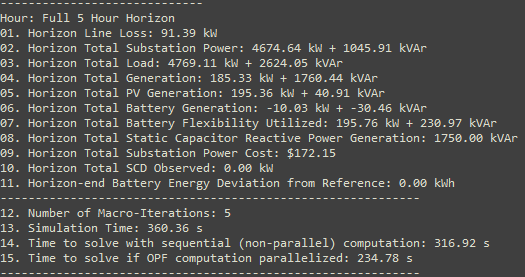 ------------------------------
Hour: Full 5 Hour Horizon
01. Horizon Line Loss: 91.39 kW
02. Horizon Total Substation Power: 4674.64 kW + 1045.91 kVAr
03. Horizon Total Load: 4769.11 kW + 2624.05 kVAr
04. Horizon Total Generation: 185.33 kW + 1760.44 kVAr
05. Horizon Total PV Generation: 195.36 kW + 40.91 kVAr
06. Horizon Total Battery Generation: -10.03 kW + -30.46 kVAr
07. Horizon Total Battery Flexibility Utilized: 195.76 kW + 230.97 kVAr
08. Horizon Total Static Capacitor Reactive Power Generation: 1750.00 kVAr
09. Horizon Total Substation Power Cost: $172.15
10. Horizon Total SCD Observed: 0.00 kW
11. Horizon-end Battery Energy Deviation from Reference: 0.00 kWh
------------------------------------------------------------
12. Number of Macro-Iterations: 5
13. Simulation Time: 360.36 s
14. Time to solve with sequential (non-parallel) computation: 316.92 s
15. Time to solve if OPF computation parallelized: 234.78 s
------------------------------------------------------------